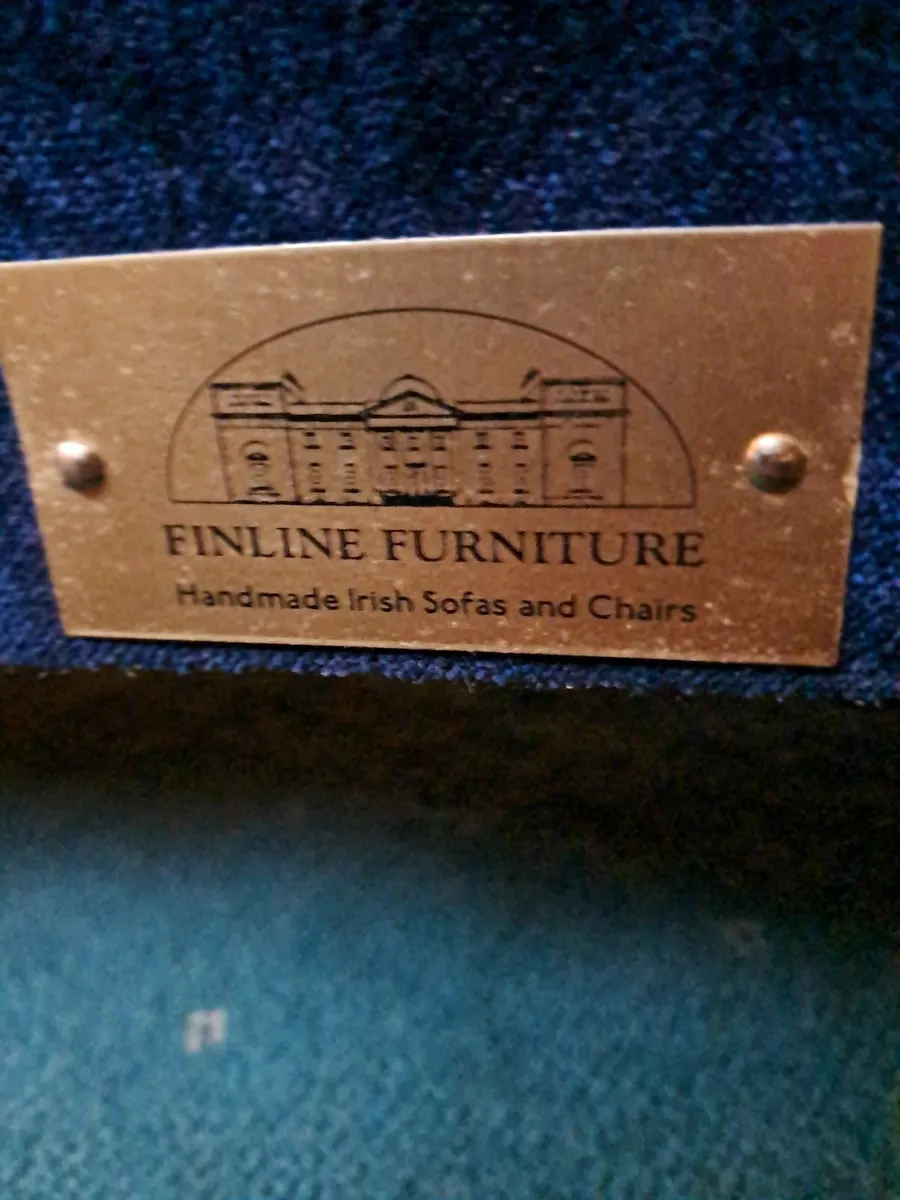 FINLINE FURNITURE
Handmade Irish Sofas and Chairs